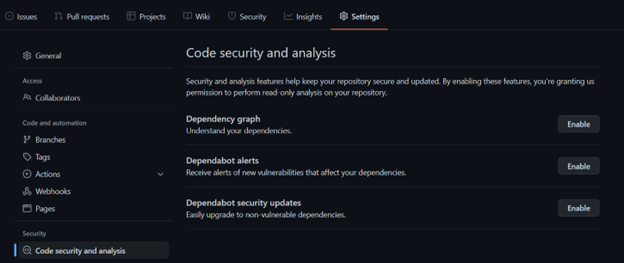 Issues
Pull requests
Projects
Wiki
Security
Insights
Settings
General
Access
Collaborators
Code and automation
Branches
Tags
Actions
Webhooks
Pages
Security
Code security and analysis
Code security and analysis
Security and analysis features help keep your repository secure and updated. By enabling these features, you're granting us
permission to perform read-only analysis on your repository.
Dependency graph
Understand your dependencies.
Enable
Dependabot alerts
Receive alerts of new vulnerabilities that affect your dependencies.
Enable
Dependabot security updates
Easily upgrade to non-vulnerable dependencies.
Enable